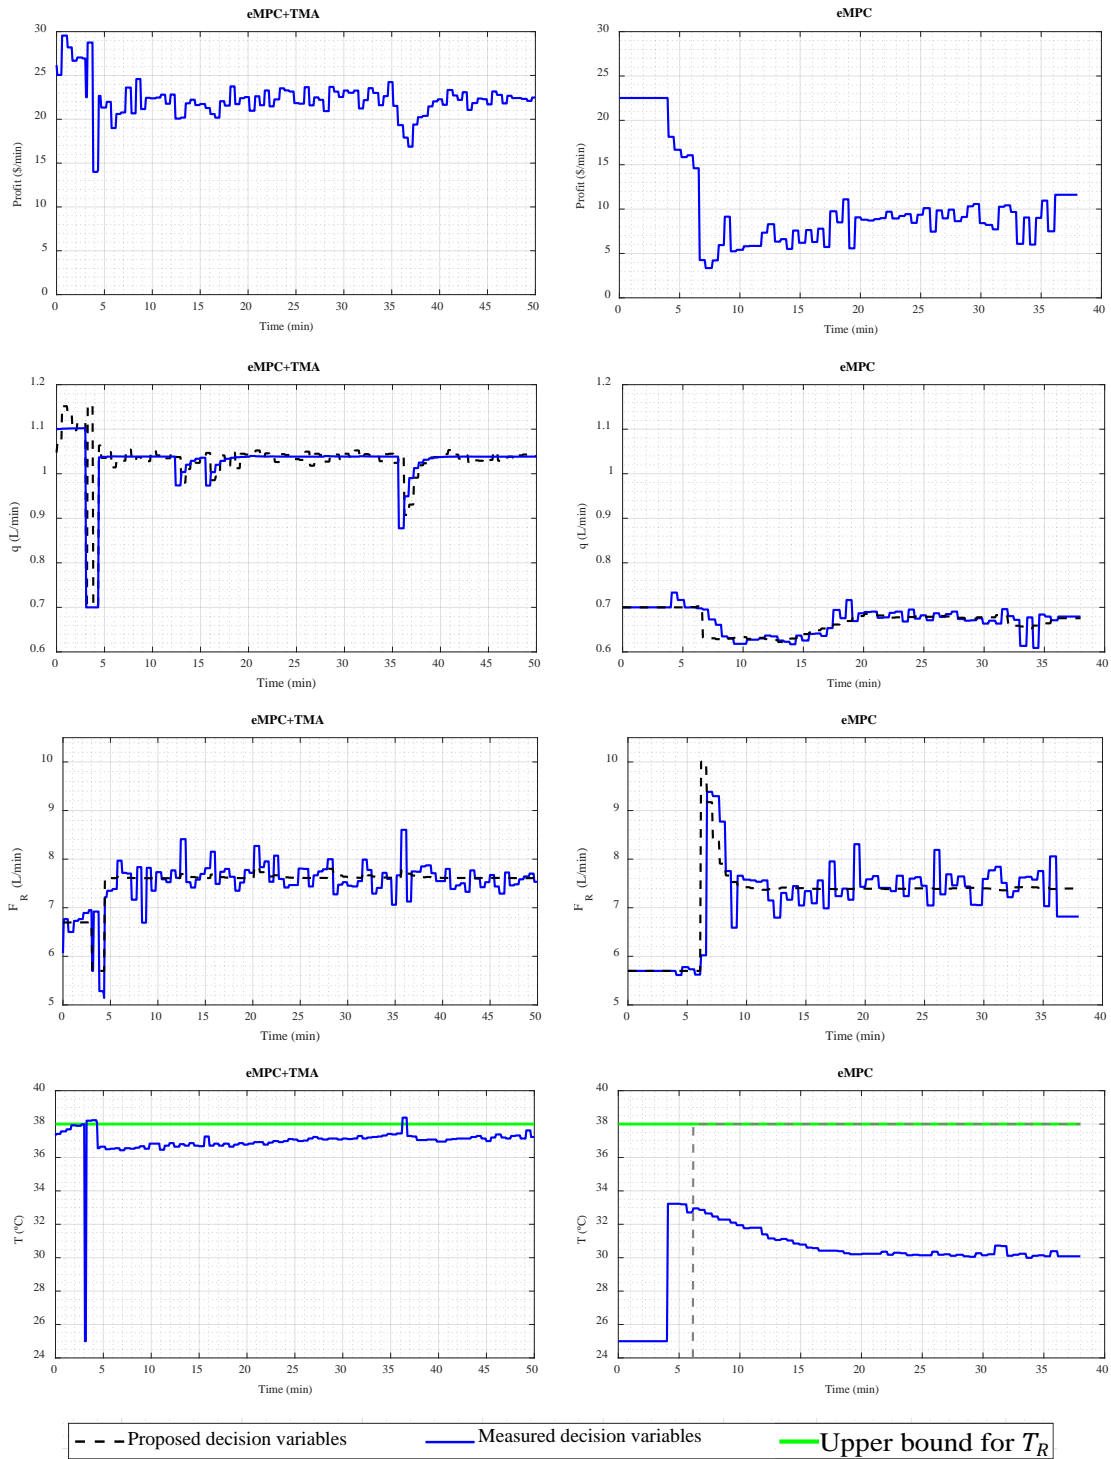 eMPC+TMA
30
25
20
15
10
5
0
Profit ($/min)
0 5 10 15 20 25 30 35 40 45 50
Time (min)
eMPC
30
25
20
15
10
5
0
Profit ($/min)
0 5 10 15 20 25 30 35 40
Time (min)
eMPC+TMA
1.2
1.1
1
0.9
0.8
0.7
0.6
q (L/min)
0 5 10 15 20 25 30 35 40 45 50
Time (min)
eMPC
1.2
1.1
1
0.9
0.8
0.7
0.6
q (L/min)
0 5 10 15 20 25 30 35 40
Time (min)
eMPC+TMA
10
9
8
7
6
5
F_R (L/min)
0 5 10 15 20 25 30 35 40 45 50
Time (min)
eMPC
10
9
8
7
6
5
F_R (L/min)
0 5 10 15 20 25 30 35 40
Time (min)
eMPC+TMA
40
38
36
34
32
30
28
26
24
T (ºC)
0 5 10 15 20 25 30 35 40 45 50
Time (min)
eMPC
40
38
36
34
32
30
28
26
24
T (ºC)
0 5 10 15 20 25 30 35 40
Time (min)
Proposed decision variables
Measured decision variables
Upper bound for T_R